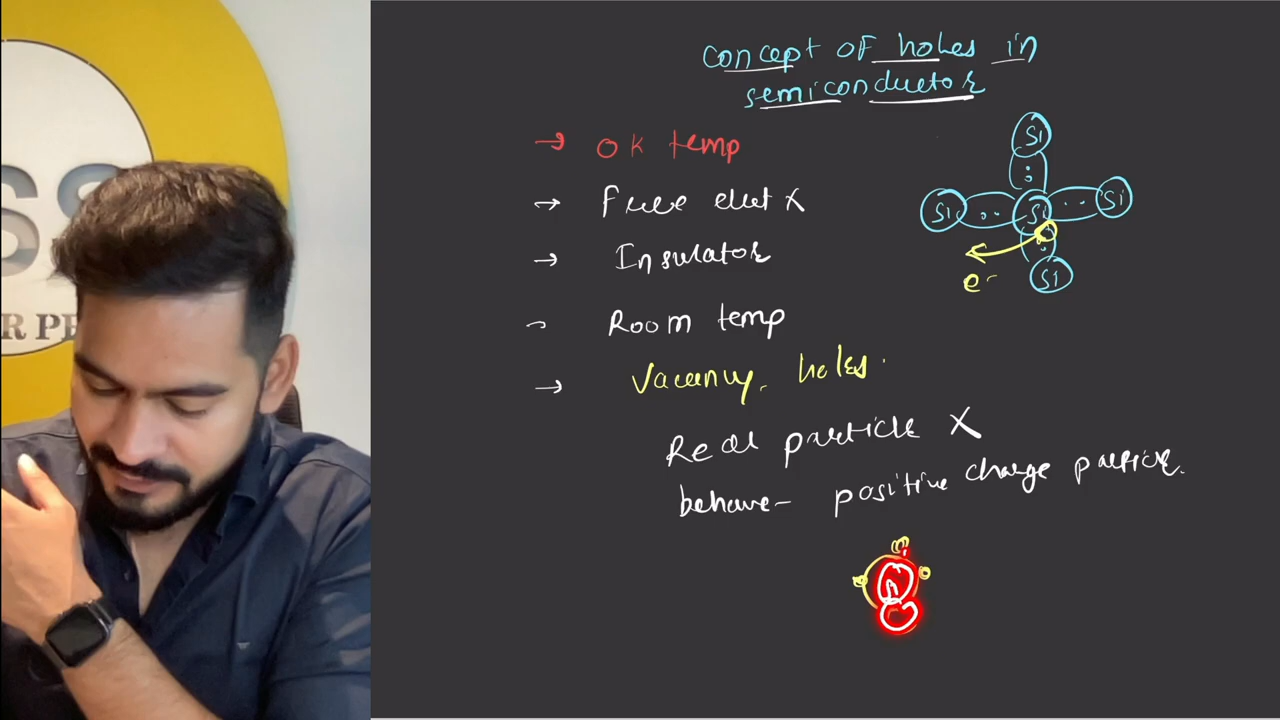 concept of holes in
semiconductor
→ OK temp
→ Free elect X
→ Insulator
Room temp
→ Vacancy. holes.
Real particle X
behave - positive charge particle.
Si
Si .. Si .. Si
e-
Si